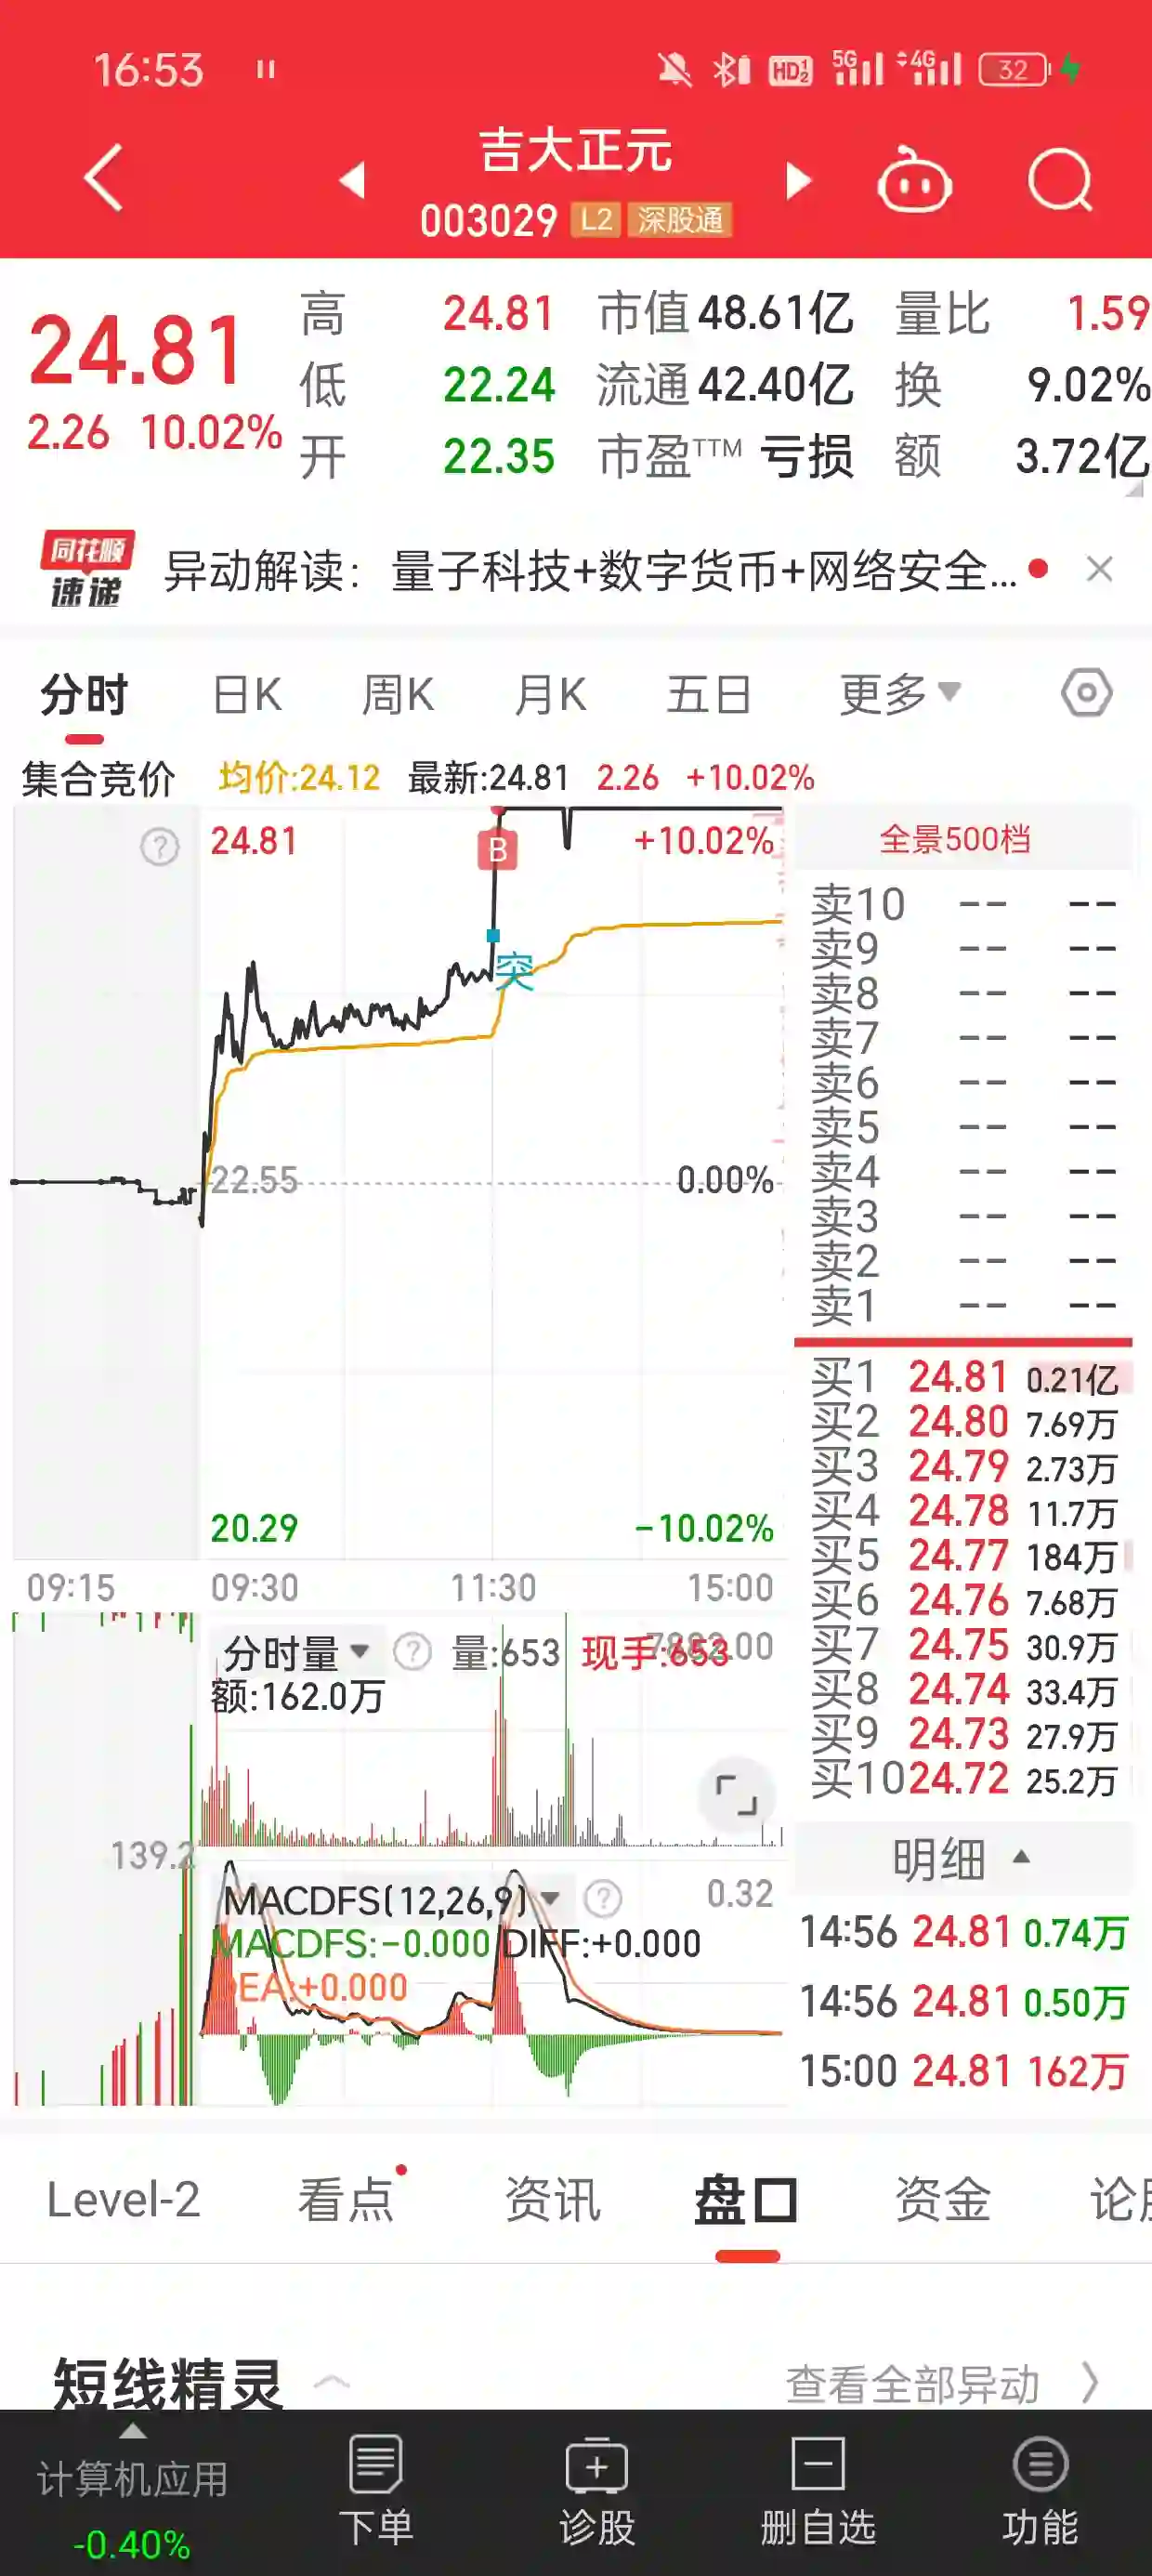 16:53
HD1 2 5G 4G 32
吉大正元
003029 L2 深股通
24.81
2.26 10.02%
高 24.81 市值 48.61亿 量比 1.59
低 22.24 流通 42.40亿 换 9.02%
开 22.35 市盈TTM 亏损 额 3.72亿
同花顺
速递
异动解读：量子科技+数字货币+网络安全...
分时 日K 周K 月K 五日 更多
集合竞价 均价:24.12 最新:24.81 2.26 +10.02%
? 24.81 B +10.02%
突
22.55 0.00%
20.29 -10.02%
09:15 09:30 11:30 15:00
全景500档
卖10 -- --
卖9 -- --
卖8 -- --
卖7 -- --
卖6 -- --
卖5 -- --
卖4 -- --
卖3 -- --
卖2 -- --
卖1 -- --
买1 24.81 0.21亿
买2 24.80 7.69万
买3 24.79 2.73万
买4 24.78 11.7万
买5 24.77 184万
买6 24.76 7.68万
买7 24.75 30.9万
买8 24.74 33.4万
买9 24.73 27.9万
买10 24.72 25.2万
分时量 ? 量:653 现手:653
额:162.0万
139.2
MACDFS(12,26,9) ? 0.32
MACDFS:-0.000 DIFF:+0.000
DEA:+0.000
明细
14:56 24.81 0.74万
14:56 24.81 0.50万
15:00 24.81 162万
Level-2 看点 资讯 盘口 资金
短线精灵 查看全部异动
计算机应用
-0.40%
下单 诊股 删自选 功能